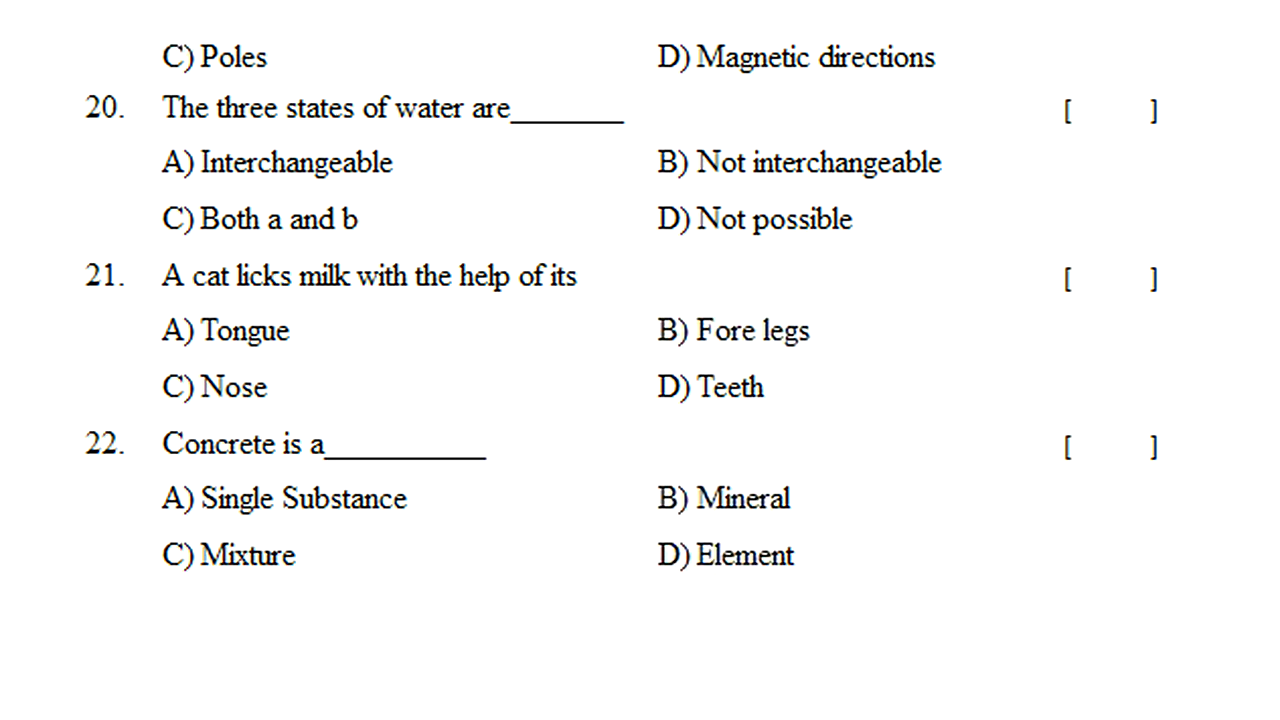 C) Poles D) Magnetic directions
20. The three states of water are_______ [ ]
A) Interchangeable B) Not interchangeable
C) Both a and b D) Not possible
21. A cat licks milk with the help of its [ ]
A) Tongue B) Fore legs
C) Nose D) Teeth
22. Concrete is a__________ [ ]
A) Single Substance B) Mineral
C) Mixture D) Element